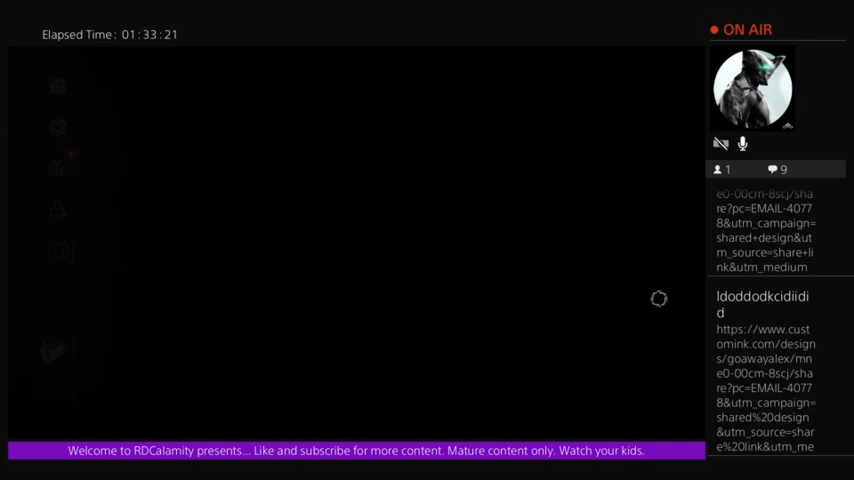 Elapsed Time: 01:33:21
ON AIR
1
9
e0-00cm-8scj/sha
re?pc=EMAIL-4077
8&utm_campaign=
shared+design&ut
m_source=share+li
nk&utm_medium
ldoddodkcidiidi
d
https://www.cust
omink.com/design
s/goawayalex/mn
e0-00cm-8scj/sha
re?pc=EMAIL-4077
8&utm_campaign=
shared%20design
&utm_source=shar
e%20link&utm_me
Welcome to RDCalamity presents... Like and subscribe for more content. Mature content only. Watch your kids.